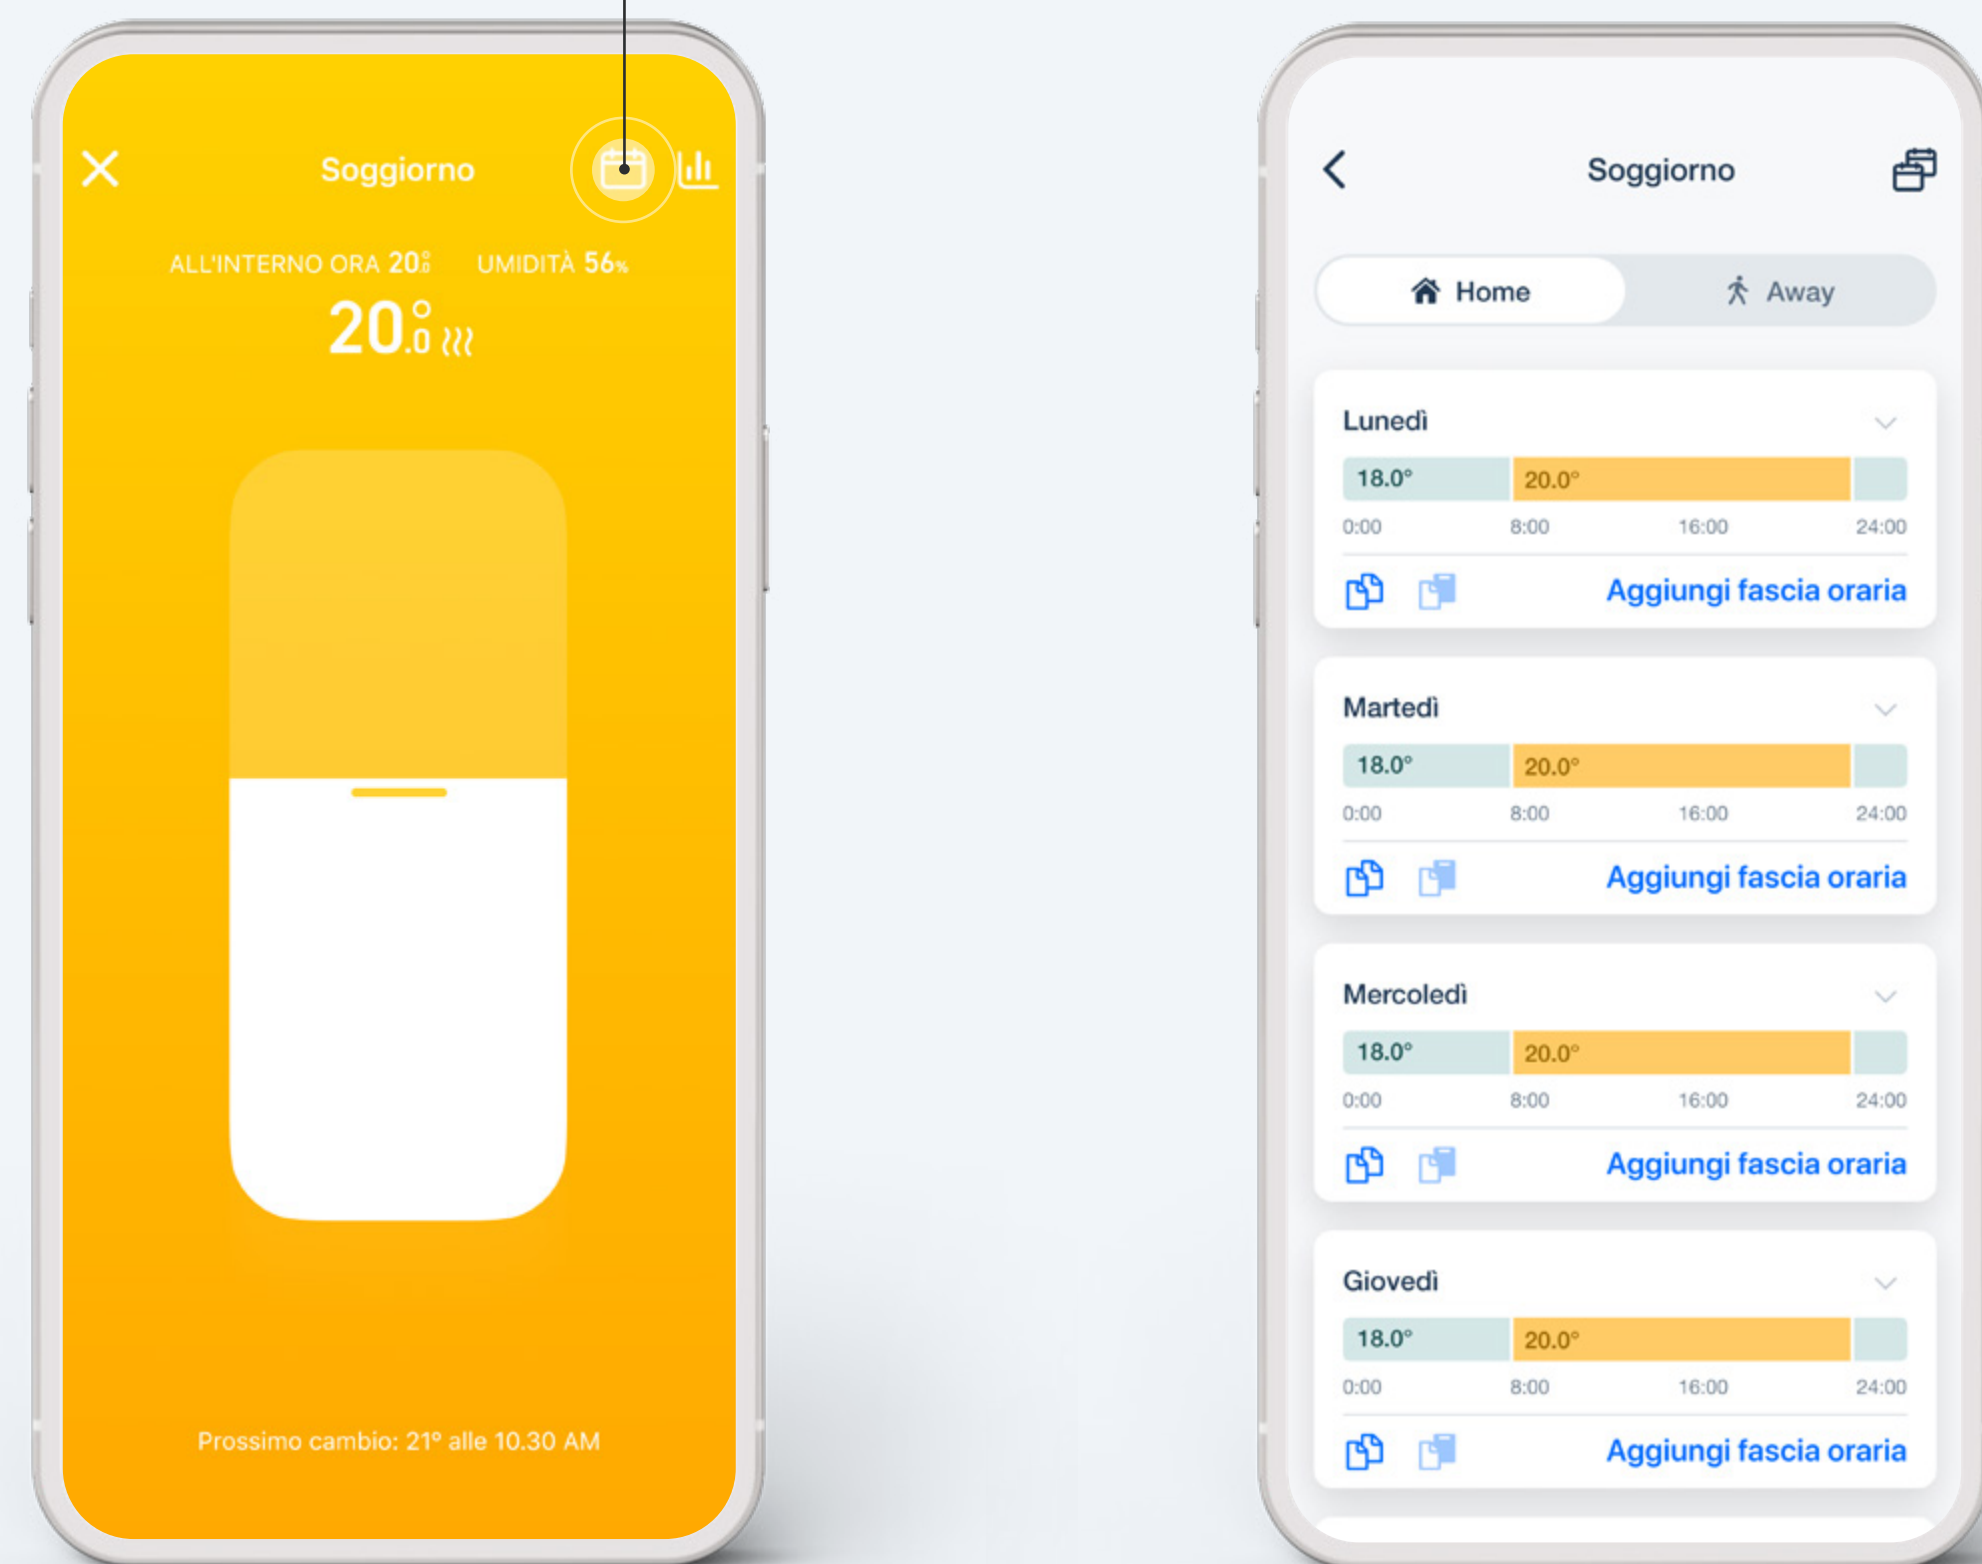 Soggiorno
ALL'INTERNO ORA 20.0° UMIDITÀ 56%
20.0°
Prossimo cambio: 21° alle 10.30 AM
Soggiorno
Home Away
Lunedì
18.0° 20.0°
0:00 8:00 16:00 24:00
Aggiungi fascia oraria
Martedì
18.0° 20.0°
0:00 8:00 16:00 24:00
Aggiungi fascia oraria
Mercoledì
18.0° 20.0°
0:00 8:00 16:00 24:00
Aggiungi fascia oraria
Giovedì
18.0° 20.0°
0:00 8:00 16:00 24:00
Aggiungi fascia oraria